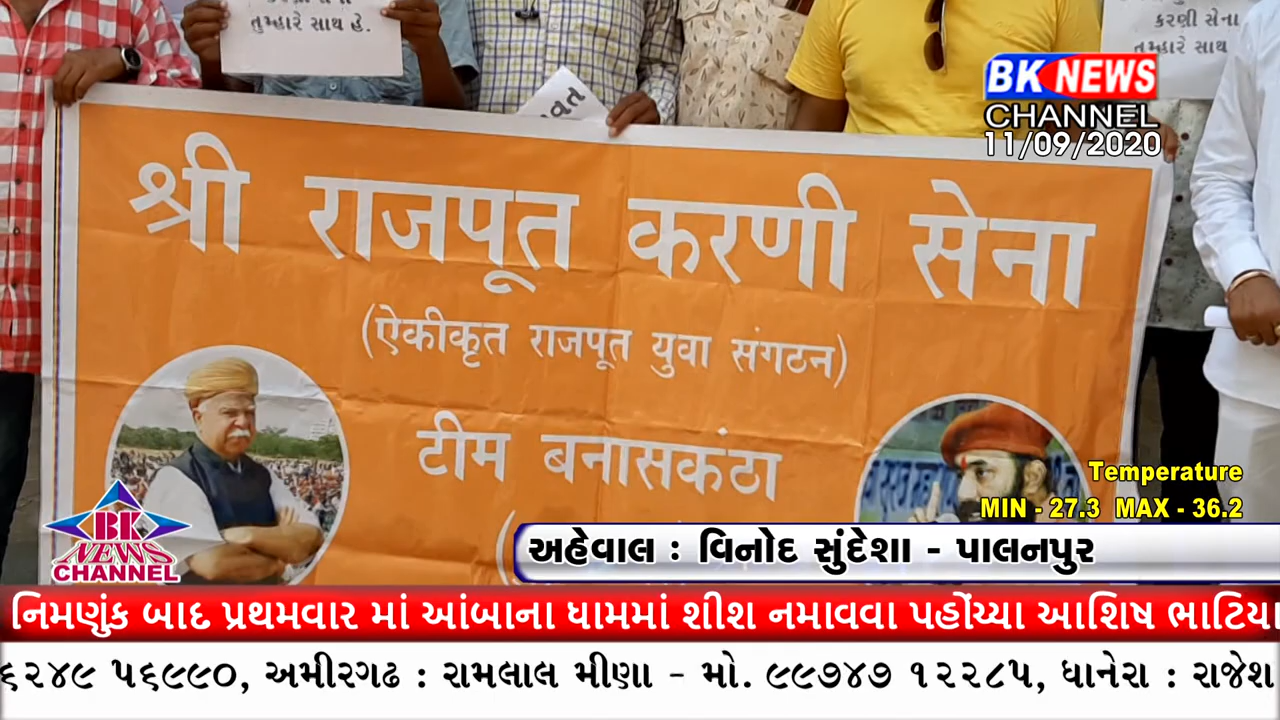 તુમ્હારે સાથ હે.
કરણી સેના
તુમ્હારે સાથ
BK NEWS
CHANNEL
11/09/2020
श्री राजपूत करणी सेना
(ऐकीकृत राजपूत युवा संगठन)
टीम बनासकंठा
Temperature
MIN - 27.3 MAX - 36.2
BK
NEWS
CHANNEL
અહેવાલ : વિનોદ સુંદેશા - પાલનપુર
નિમણુંક બાદ પ્રથમવાર માં આંબાના ધામમાં શીશ નમાવવા પહોંચ્યા આશિષ ભાટિયા
૬૨૪૯ ૫૬૯૯૦, અમીરગઢ : રામલાલ મીણા - મો. ૯૯૭૪૭ ૧૨૨૮૫, ધાનેરા : રાજેશ